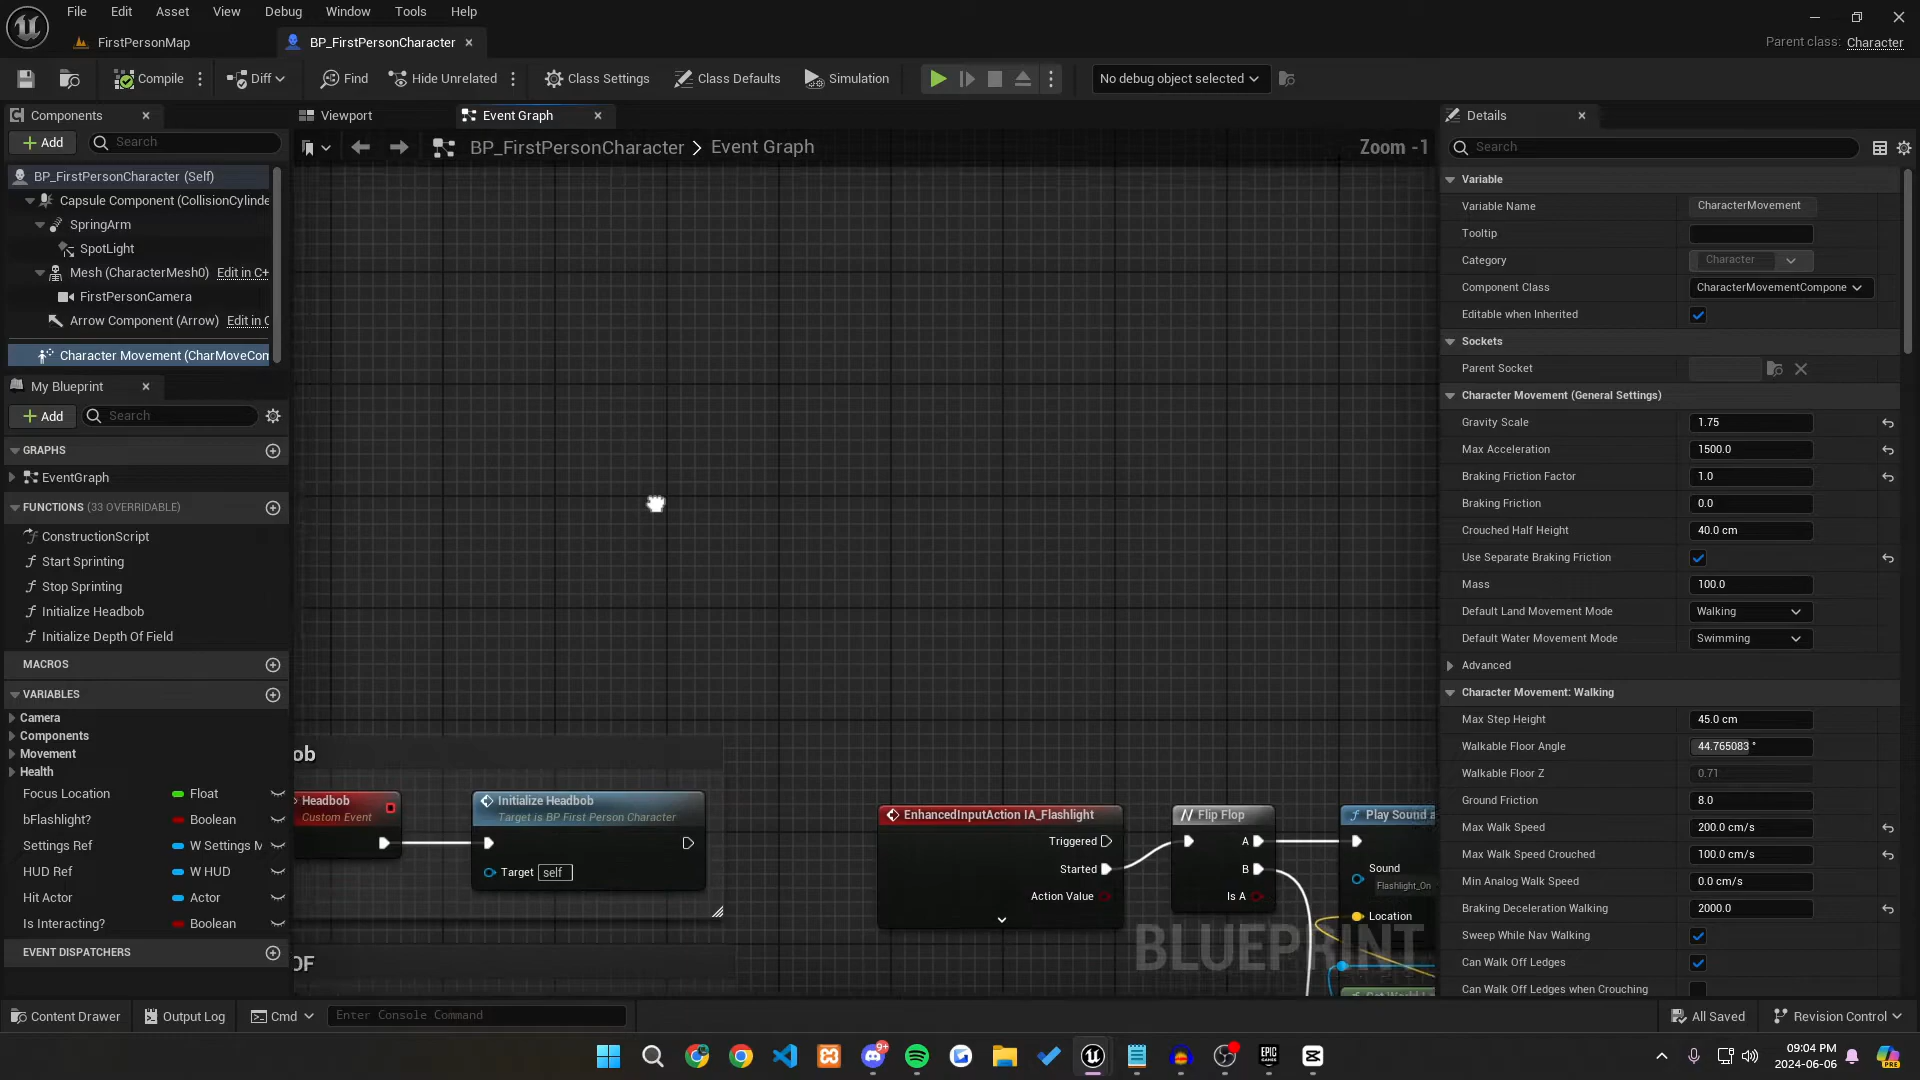 File Edit Asset View Debug Window Tools Help
FirstPersonMap BP_FirstPersonCharacter
Parent class: Character
Compile Diff Find Hide Unrelated Class Settings Class Defaults Simulation No debug object selected
Components
Add Search
BP_FirstPersonCharacter (Self)
Capsule Component (CollisionCylinde
SpringArm
SpotLight
Mesh (CharacterMesh0) Edit in C+
FirstPersonCamera
Arrow Component (Arrow) Edit in C
Character Movement (CharMoveCom
My Blueprint
Add Search
GRAPHS
EventGraph
FUNCTIONS (33 OVERRIDABLE)
ConstructionScript
Start Sprinting
Stop Sprinting
Initialize Headbob
Initialize Depth Of Field
MACROS
VARIABLES
Camera
Components
Movement
Health
Focus Location Float
bFlashlight? Boolean
Settings Ref W Settings M
HUD Ref W HUD
Hit Actor Actor
Is Interacting? Boolean
EVENT DISPATCHERS
Viewport Event Graph
BP_FirstPersonCharacter > Event Graph Zoom -1
ob
Headbob
Custom Event
Initialize Headbob
Target is BP First Person Character
Target self
OF
EnhancedInputAction IA_Flashlight
Triggered
Started
Action Value
Flip Flop
A
B
Is A
Play Sound a
Sound
Flashlight_On
Location
BLUEPRINT
Details
Search
Variable
Variable Name CharacterMovement
Tooltip
Category Character
Component Class CharacterMovementCompone
Editable when Inherited
Sockets
Parent Socket
Character Movement (General Settings)
Gravity Scale 1.75
Max Acceleration 1500.0
Braking Friction Factor 1.0
Braking Friction 0.0
Crouched Half Height 40.0 cm
Use Separate Braking Friction
Mass 100.0
Default Land Movement Mode Walking
Default Water Movement Mode Swimming
Advanced
Character Movement: Walking
Max Step Height 45.0 cm
Walkable Floor Angle 44.765083 °
Walkable Floor Z 0.71
Ground Friction 8.0
Max Walk Speed 200.0 cm/s
Max Walk Speed Crouched 100.0 cm/s
Min Analog Walk Speed 0.0 cm/s
Braking Deceleration Walking 2000.0
Sweep While Nav Walking
Can Walk Off Ledges
Can Walk Off Ledges when Crouching
Content Drawer Output Log Cmd Enter Console Command All Saved Revision Control
9+
EPIC GAMES
PRE
09:04 PM
2024-06-06